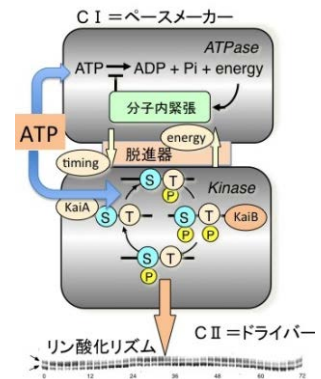 CⅠ＝ペースメーカー
ATPase
ATP ADP + Pi + energy
分子内緊張
ATP
energy
timing
脱進器
S T
P
Kinase
KaiA
S T
S T
KaiB
P P
S T
P
CⅡ＝ドライバー
リン酸化リズム
0 12 24 36 48 60 72